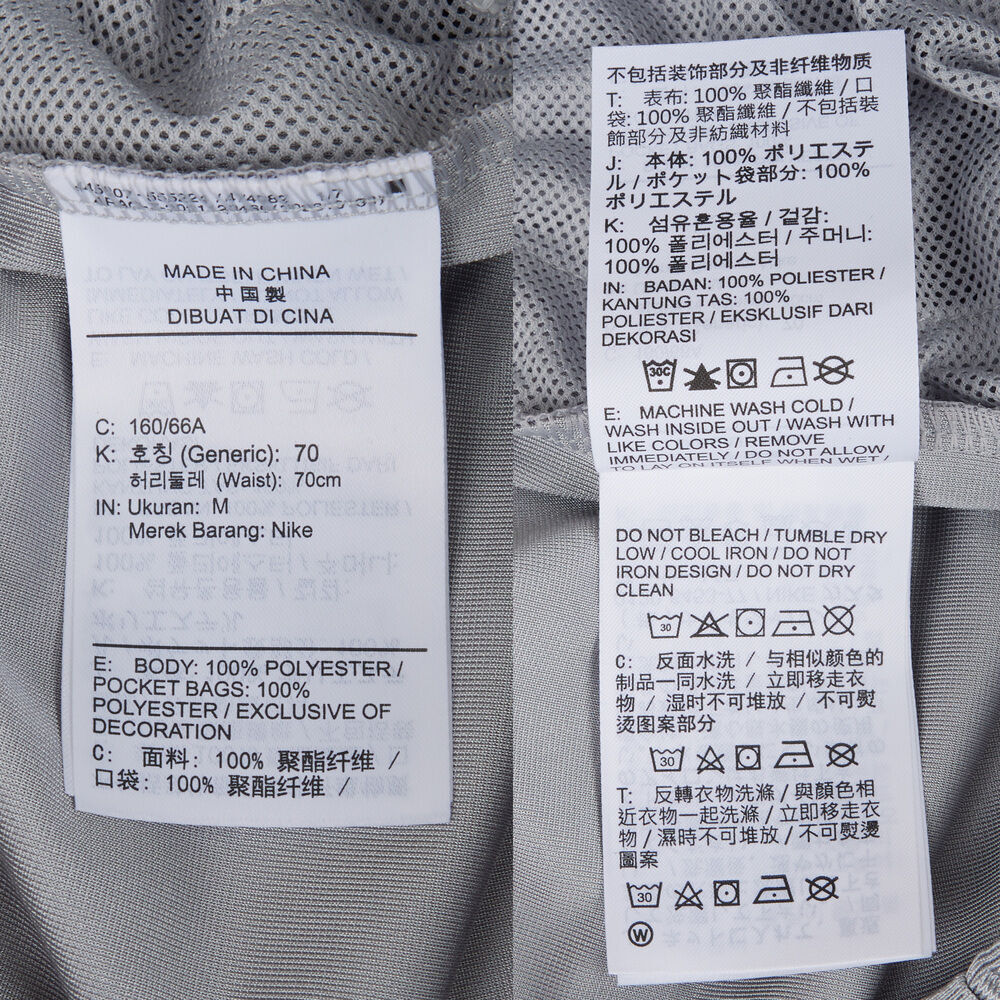 MADE IN CHINA
中国製
DIBUAT DI CINA
C: 160/66A
K: 호칭 (Generic): 70
허리둘레 (Waist): 70cm
IN: Ukuran: M
Merek Barang: Nike
E: BODY: 100% POLYESTER /
POCKET BAGS: 100%
POLYESTER / EXCLUSIVE OF
DECORATION
C: 面料: 100% 聚酯纤维 /
口袋: 100% 聚酯纤维 /
不包括装饰部分及非纤维物质
T: 表布: 100% 聚酯纖維 / 口
袋: 100% 聚酯纖維 / 不包括裝
飾部分及非紡織材料
J: 本体: 100% ポリエステ
ル / ポケット袋部分: 100%
ポリエステル
K: 섬유혼용율 / 겉감:
100% 폴리에스터 / 주머니:
100% 폴리에스터
IN: BADAN: 100% POLIESTER /
KANTUNG TAS: 100%
POLIESTER / EKSKLUSIF DARI
DEKORASI
30C
E: MACHINE WASH COLD /
WASH INSIDE OUT / WASH WITH
LIKE COLORS / REMOVE
IMMEDIATELY / DO NOT ALLOW
TO LAY ON ITSELF WHEN WET /
DO NOT BLEACH / TUMBLE DRY
LOW / COOL IRON / DO NOT
IRON DESIGN / DO NOT DRY
CLEAN
30
C: 反面水洗 / 与相似颜色的
制品一同水洗 / 立即移走衣
物 / 湿时不可堆放 / 不可熨
烫图案部分
30
T: 反轉衣物洗滌 / 與顏色相
近衣物一起洗滌 / 立即移走衣
物 / 濕時不可堆放 / 不可熨燙
圖案
30
W